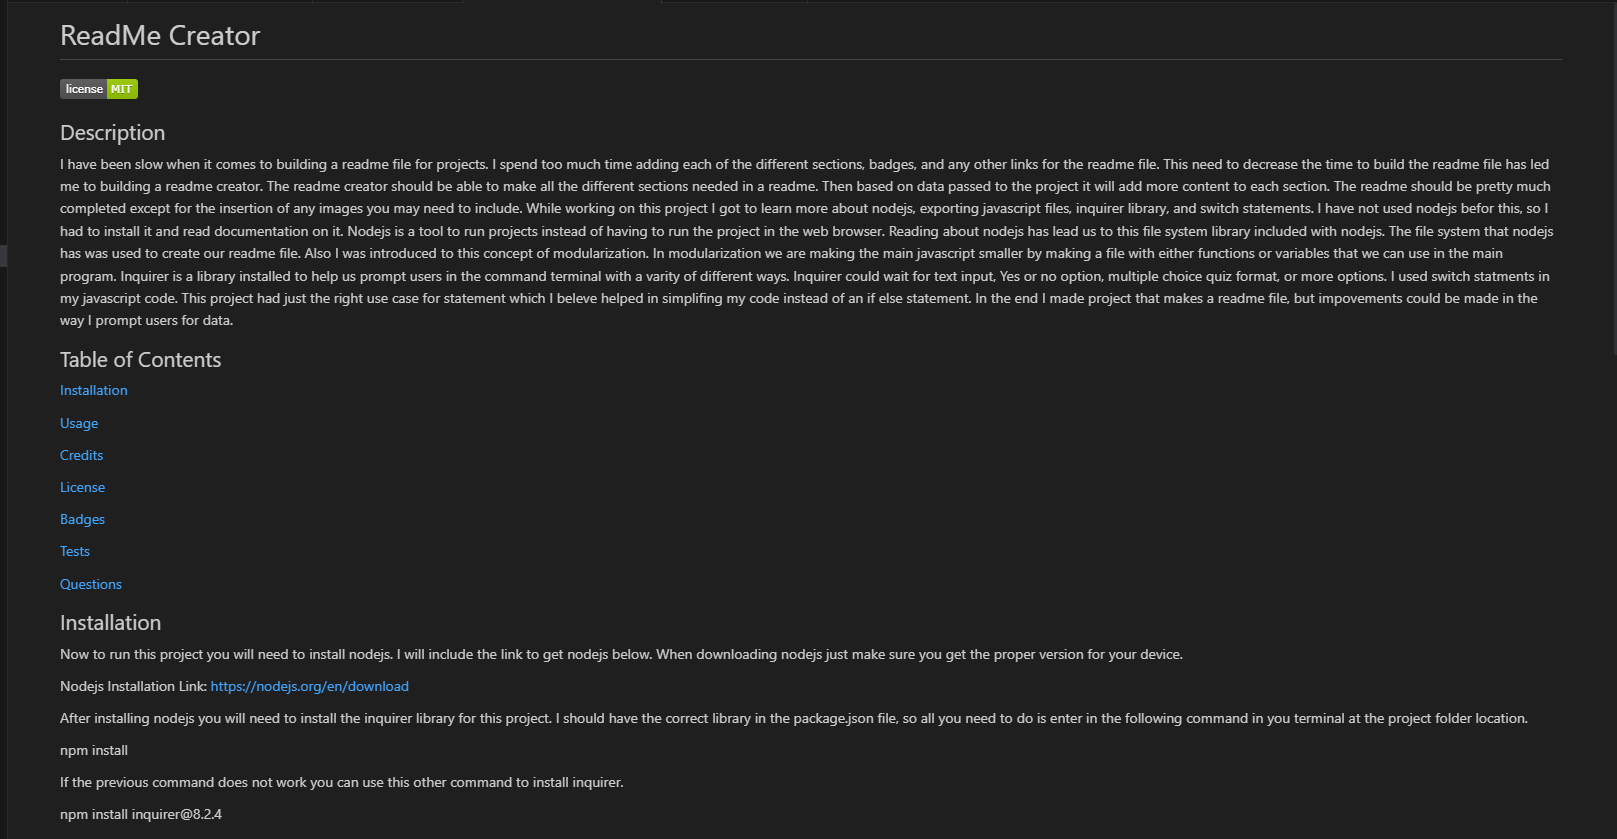 ReadMe Creator
license MIT
Description
I have been slow when it comes to building a readme file for projects. I spend too much time adding each of the different sections, badges, and any other links for the readme file. This need to decrease the time to build the readme file has led
me to building a readme creator. The readme creator should be able to make all the different sections needed in a readme. Then based on data passed to the project it will add more content to each section. The readme should be pretty much
completed except for the insertion of any images you may need to include. While working on this project I got to learn more about nodejs, exporting javascript files, inquirer library, and switch statements. I have not used nodejs befor this, so I
had to install it and read documentation on it. Nodejs is a tool to run projects instead of having to run the project in the web browser. Reading about nodejs has lead us to this file system library included with nodejs. The file system that nodejs
has was used to create our readme file. Also I was introduced to this concept of modularization. In modularization we are making the main javascript smaller by making a file with either functions or variables that we can use in the main
program. Inquirer is a library installed to help us prompt users in the command terminal with a varity of different ways. Inquirer could wait for text input, Yes or no option, multiple choice quiz format, or more options. I used switch statments in
my javascript code. This project had just the right use case for statement which I beleve helped in simplifing my code instead of an if else statement. In the end I made project that makes a readme file, but impovements could be made in the
way I prompt users for data.
Table of Contents
Installation
Usage
Credits
License
Badges
Tests
Questions
Installation
Now to run this project you will need to install nodejs. I will include the link to get nodejs below. When downloading nodejs just make sure you get the proper version for your device.
Nodejs Installation Link: https://nodejs.org/en/download
After installing nodejs you will need to install the inquirer library for this project. I should have the correct library in the package.json file, so all you need to do is enter in the following command in you terminal at the project folder location.
npm install
If the previous command does not work you can use this other command to install inquirer.
npm install inquirer@8.2.4